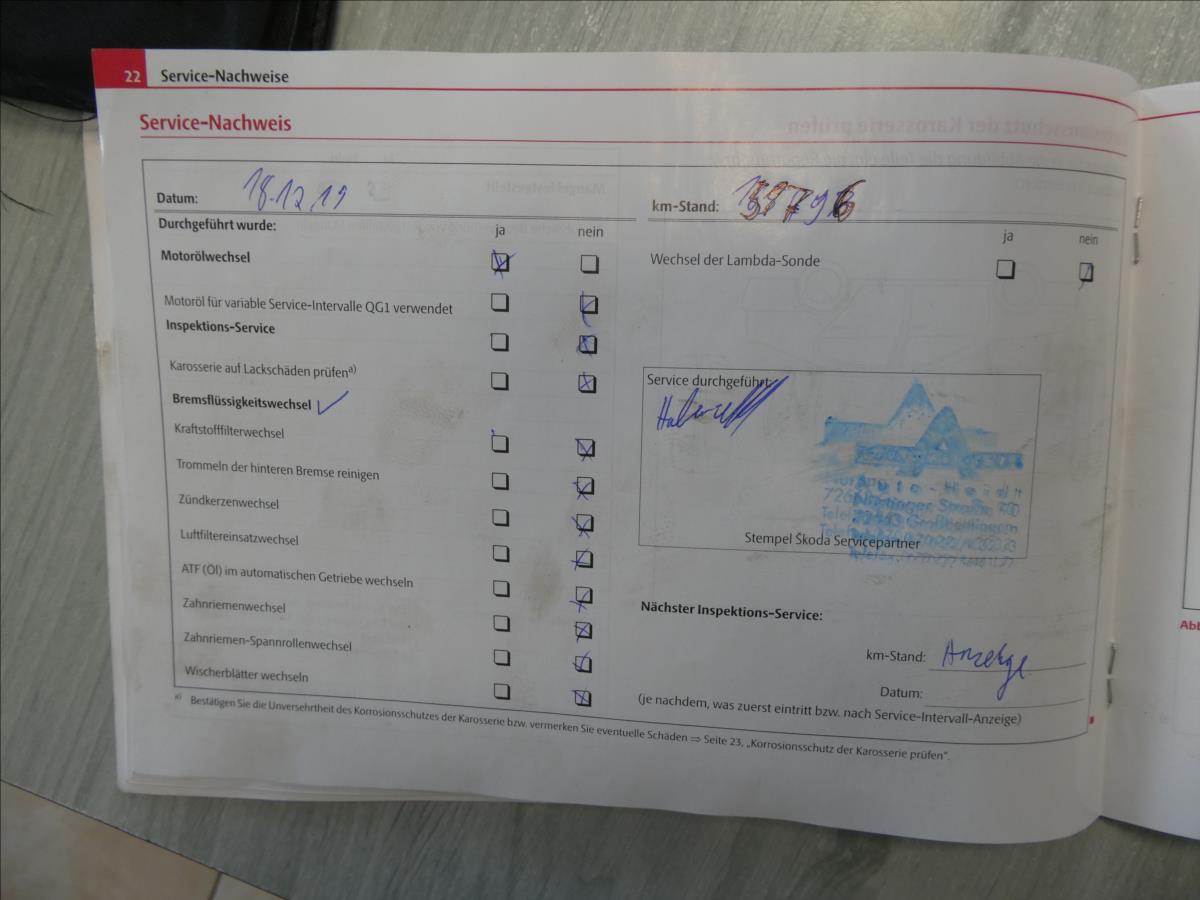 22 Service-Nachweise
Service-Nachweis
Datum: 18.12.19
km-Stand:
Durchgeführt wurde: ja nein
ja nein
Motorölwechsel
Wechsel der Lambda-Sonde
Motoröl für variable Service-Intervalle QG1 verwendet
Inspektions-Service
Karosserie auf Lackschäden prüfen a)
Bremsflüssigkeitswechsel ✓
Service durchgeführt:
Kraftstofffilterwechsel
Trommeln der hinteren Bremse reinigen
Zündkerzenwechsel
Luftfiltereinsatzwechsel
ATF (Öl) im automatischen Getriebe wechseln
Zahnriemenwechsel
Zahnriemen-Spannrollenwechsel
Wischerblätter wechseln
Stempel Škoda Servicepartner
Nächster Inspektions-Service:
km-Stand: Anzeige
Datum:
(je nachdem, was zuerst eintritt bzw. nach Service-Intervall-Anzeige)
a) Bestätigen Sie die Unversehrtheit des Korrosionsschutzes der Karosserie bzw. vermerken Sie eventuelle Schäden ⇒ Seite 23, „Korrosionsschutz der Karosserie prüfen“.
Abb